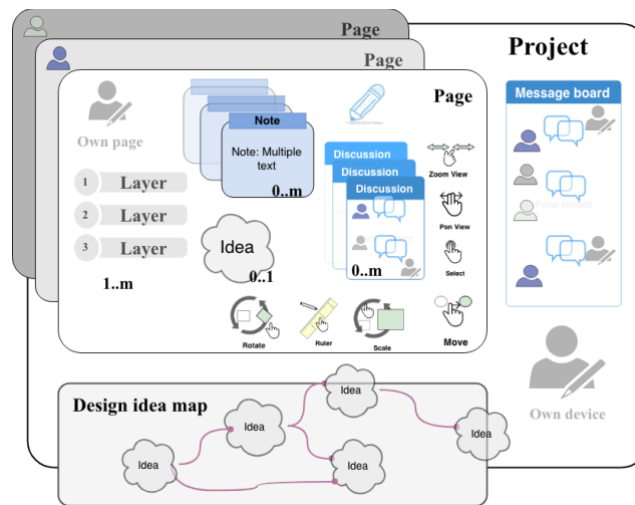 Page
Project
Page
Page
Message board
Own page
Note
Note: Multiple
text
0..m
Discussion
Discussion
Discussion
0..m
Zoom View
Pan View
Select
1
Layer
2
Layer
3
Layer
1..m
Idea
0..1
Rotate
Ruler
Scale
Move
Own device
Design idea map
Idea
Idea
Idea
Idea
Idea